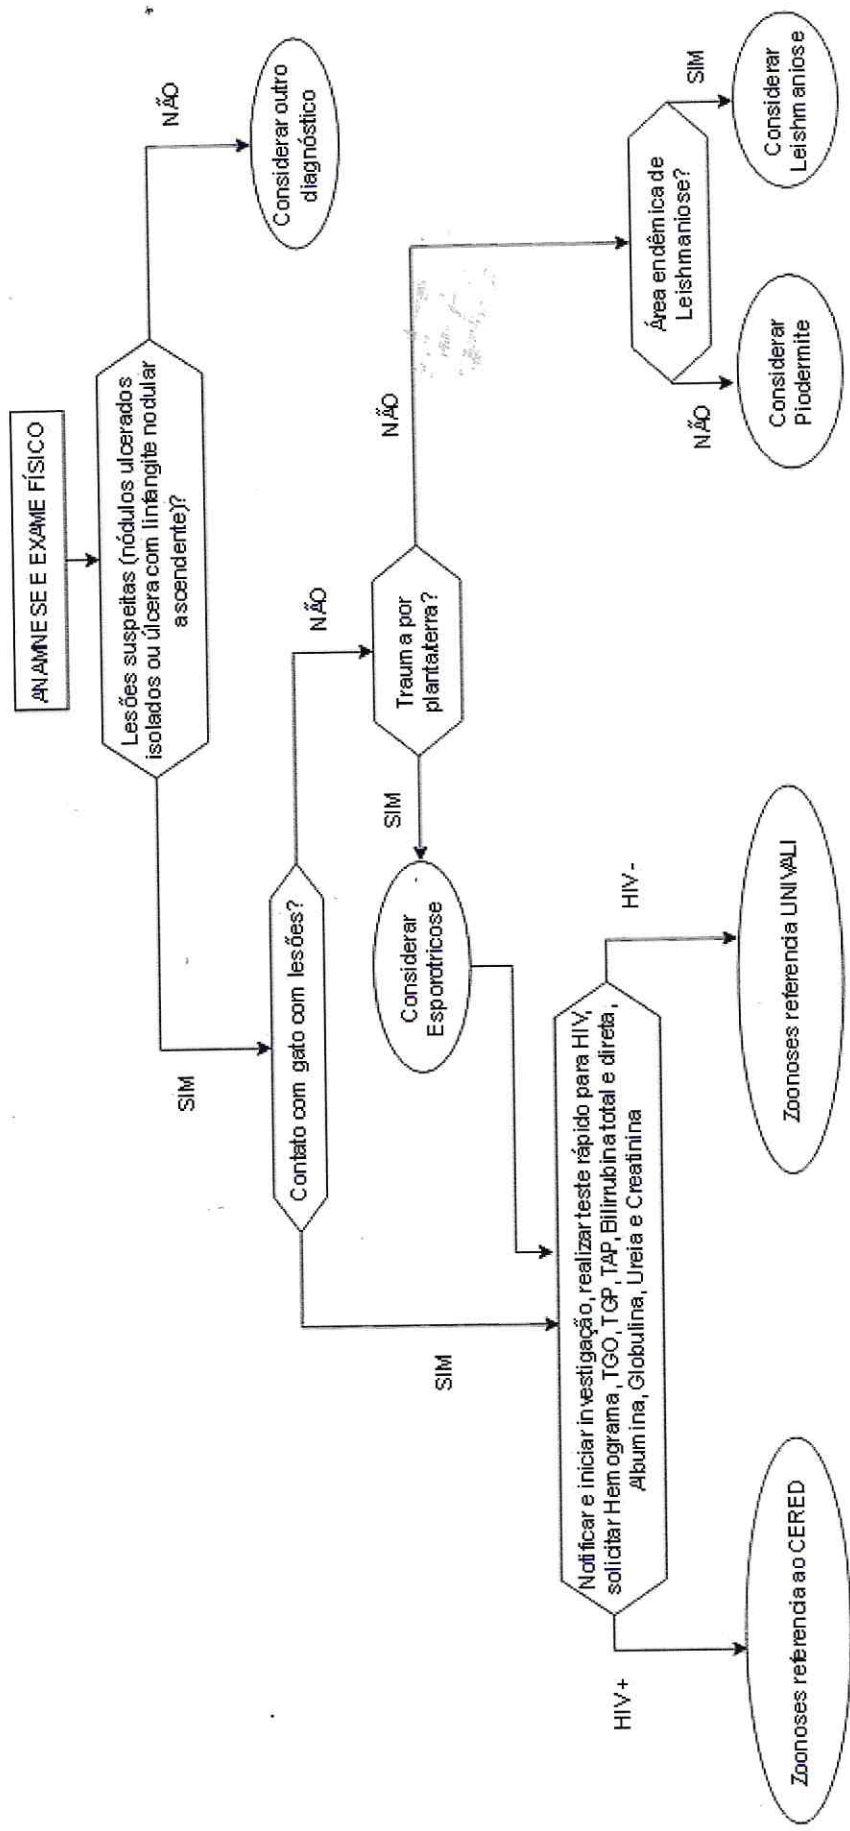 ANAMNESE E EXAME FÍSICO
Lesões suspeitas (nódulos ulcerados
isolados ou úlcera com linfangite nodular
ascendente)?
NÃO
Considerar outro
diagnóstico
SIM
Contato com gato com lesões?
NÃO
Trauma por
planta/terra?
NÃO
SIM
Considerar
Esporotricose
Área endêmica de
Leishmaniose?
SIM
Considerar
Leishmaniose
NÃO
Considerar
Piodermite
SIM
Notificar e iniciar investigação, realizar teste rápido para HIV,
solicitar Hemograma, TGO, TGP, TAP, Bilirrubina total e direta,
Albumina, Globulina, Ureia e Creatinina
HIV+
Zoonoses referencia ao CERED
HIV-
Zoonoses referencia UNIVALI